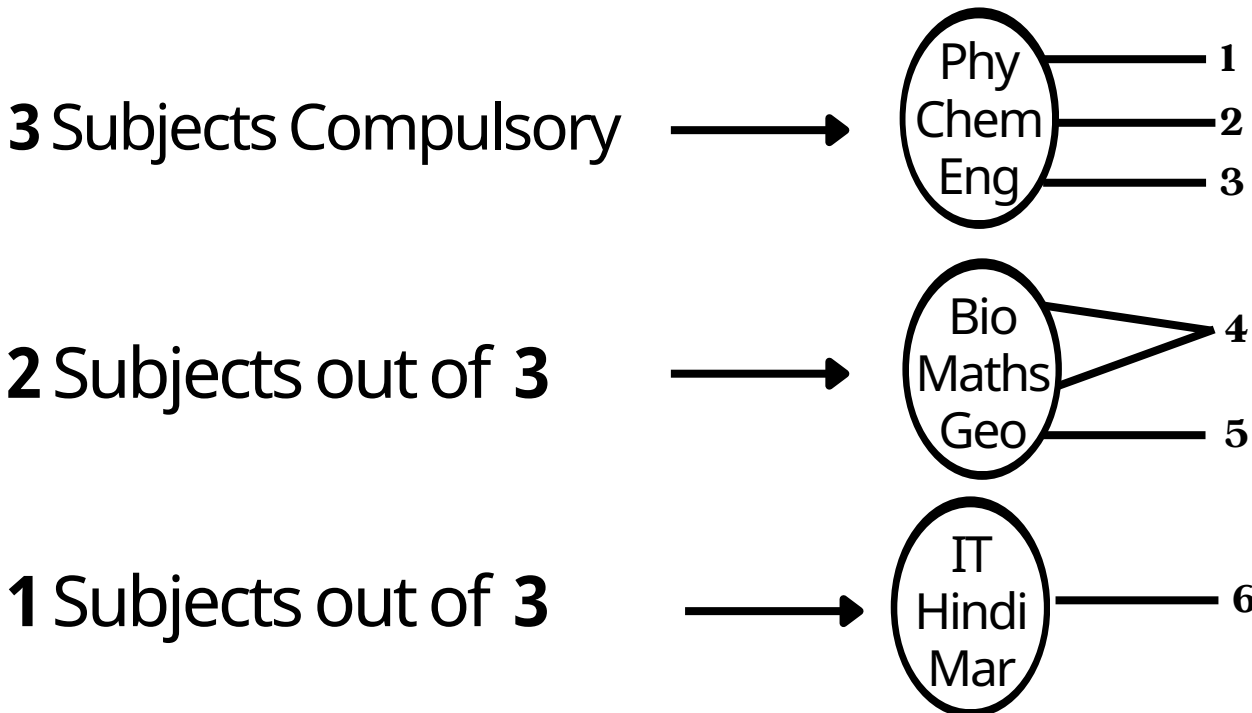 3 Subjects Compulsory
Phy
Chem
Eng
1
2
3
2 Subjects out of 3
Bio
Maths
Geo
4
5
1 Subjects out of 3
IT
Hindi
Mar
6